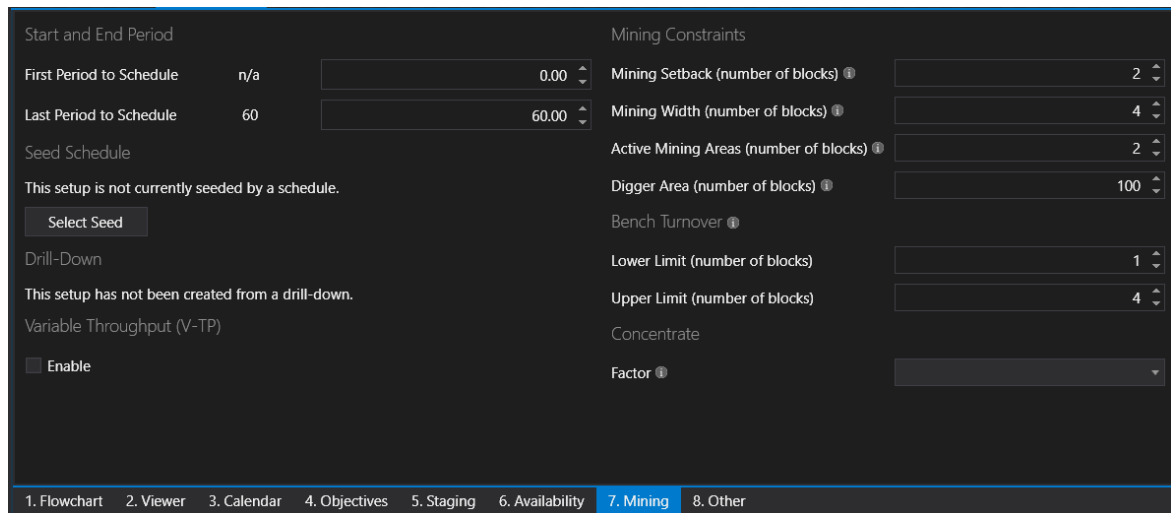 Start and End Period
First Period to Schedule n/a 0.00
Last Period to Schedule 60 60.00
Seed Schedule
This setup is not currently seeded by a schedule.
Select Seed
Drill-Down
This setup has not been created from a drill-down.
Variable Throughput (V-TP)
Enable
Mining Constraints
Mining Setback (number of blocks) 2
Mining Width (number of blocks) 4
Active Mining Areas (number of blocks) 2
Digger Area (number of blocks) 100
Bench Turnover
Lower Limit (number of blocks) 1
Upper Limit (number of blocks) 4
Concentrate
Factor
1. Flowchart 2. Viewer 3. Calendar 4. Objectives 5. Staging 6. Availability 7. Mining 8. Other